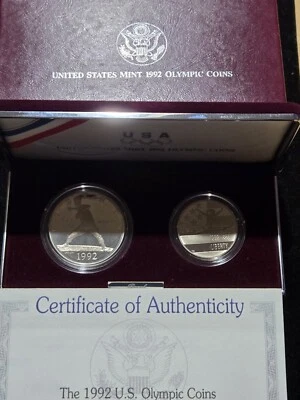 UNITED STATES MINT 1992 OLYMPIC COINS
USA
1992
LIBERTY
Certificate of Authenticity
The 1992 U.S. Olympic Coins